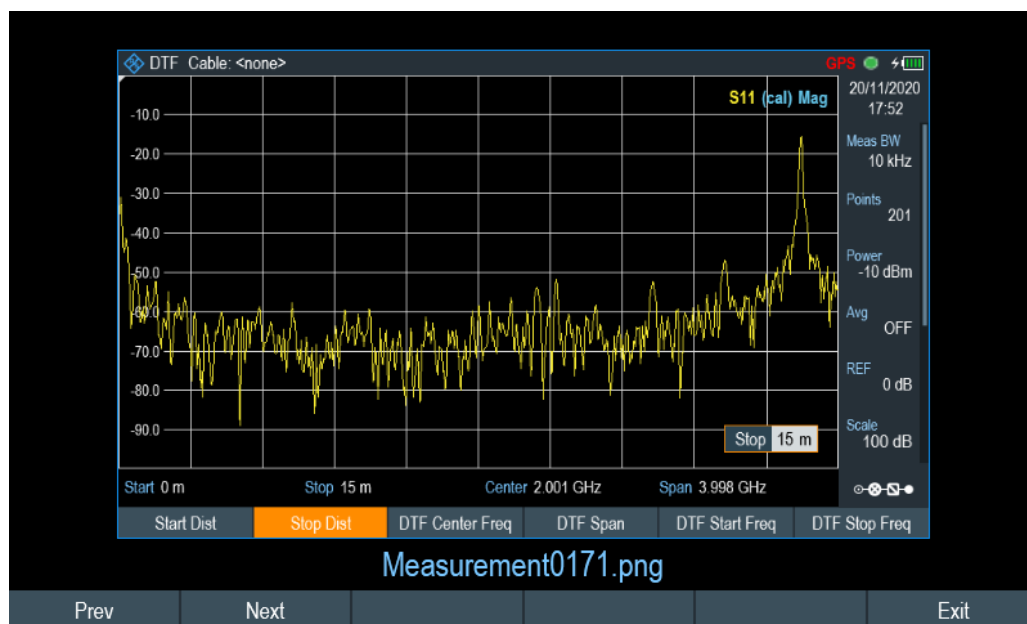 DTF Cable: <none>
GPS
20/11/2020
17:52
S11 (cal) Mag
-10.0
-20.0
-30.0
-40.0
-50.0
-60.0
-70.0
-80.0
-90.0
Meas BW
10 kHz
Points
201
Power
-10 dBm
Avg
OFF
REF
0 dB
Scale
100 dB
Stop 15 m
Start 0 m Stop 15 m Center 2.001 GHz Span 3.998 GHz
Start Dist Stop Dist DTF Center Freq DTF Span DTF Start Freq DTF Stop Freq
Measurement0171.png
Prev Next Exit